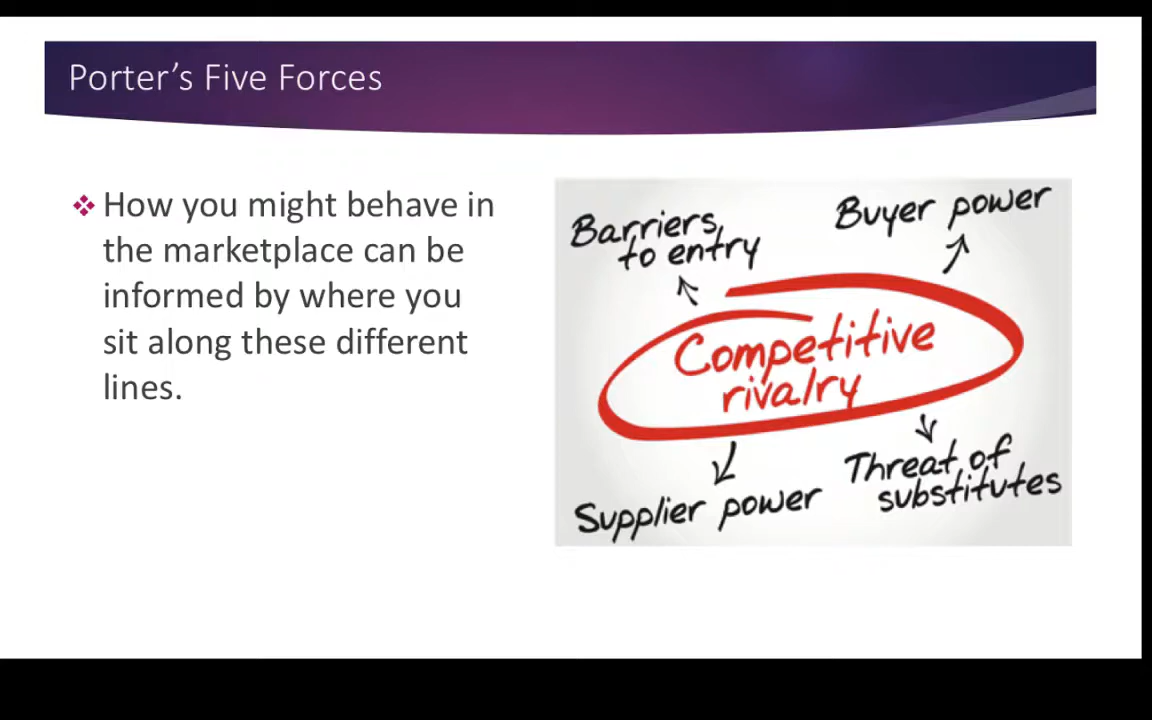 Porter's Five Forces
❖ How you might behave in
the marketplace can be
informed by where you
sit along these different
lines.
Barriers
to entry
Buyer power
Competitive
rivalry
Supplier power
Threat of
substitutes